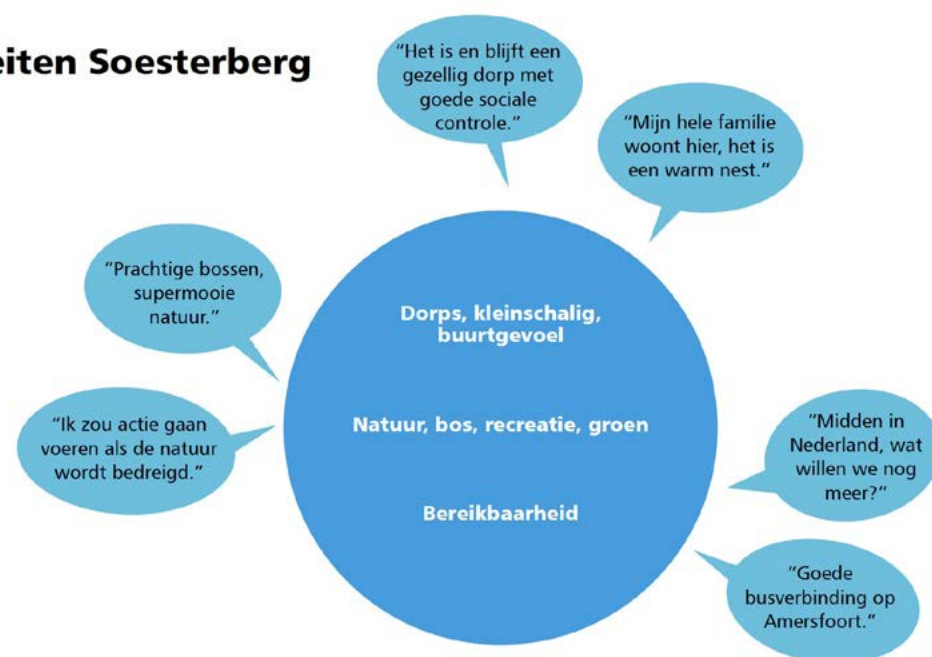 eiten Soesterberg
“Het is en blijft een
gezellig dorp met
goede sociale
controle.”
“Mijn hele familie
woont hier, het is
een warm nest.”
“Prachtige bossen,
supermooie
natuur.”
Dorps, kleinschalig,
buurtgevoel
“Ik zou actie gaan
voeren als de natuur
wordt bedreigd.”
Natuur, bos, recreatie, groen
“Midden in
Nederland, wat
willen we nog
meer?”
Bereikbaarheid
“Goede
busverbinding op
Amersfoort.”